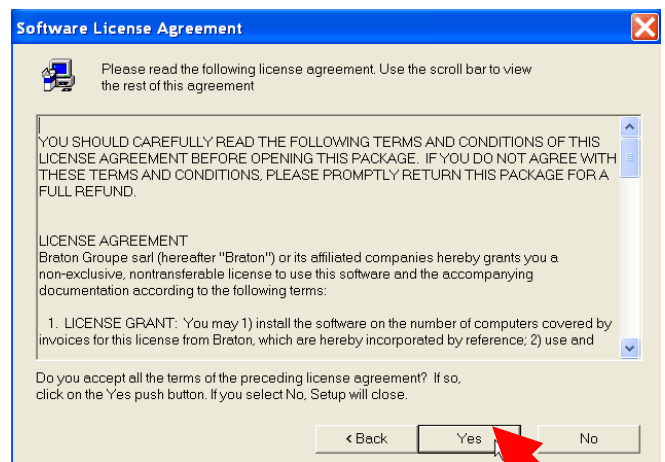 Software License Agreement
Please read the following license agreement. Use the scroll bar to view
the rest of this agreement
YOU SHOULD CAREFULLY READ THE FOLLOWING TERMS AND CONDITIONS OF THIS
LICENSE AGREEMENT BEFORE OPENING THIS PACKAGE. IF YOU DO NOT AGREE WITH
THESE TERMS AND CONDITIONS, PLEASE PROMPTLY RETURN THIS PACKAGE FOR A
FULL REFUND.
LICENSE AGREEMENT
Braton Groupe sarl (hereafter "Braton") or its affiliated companies hereby grants you a
non-exclusive, nontransferable license to use this software and the accompanying
documentation according to the following terms:
1. LICENSE GRANT: You may 1) install the software on the number of computers covered by
invoices for this license from Braton, which are hereby incorporated by reference; 2) use and
Do you accept all the terms of the preceding license agreement? If so,
click on the Yes push button. If you select No, Setup will close.
< Back
Yes
No